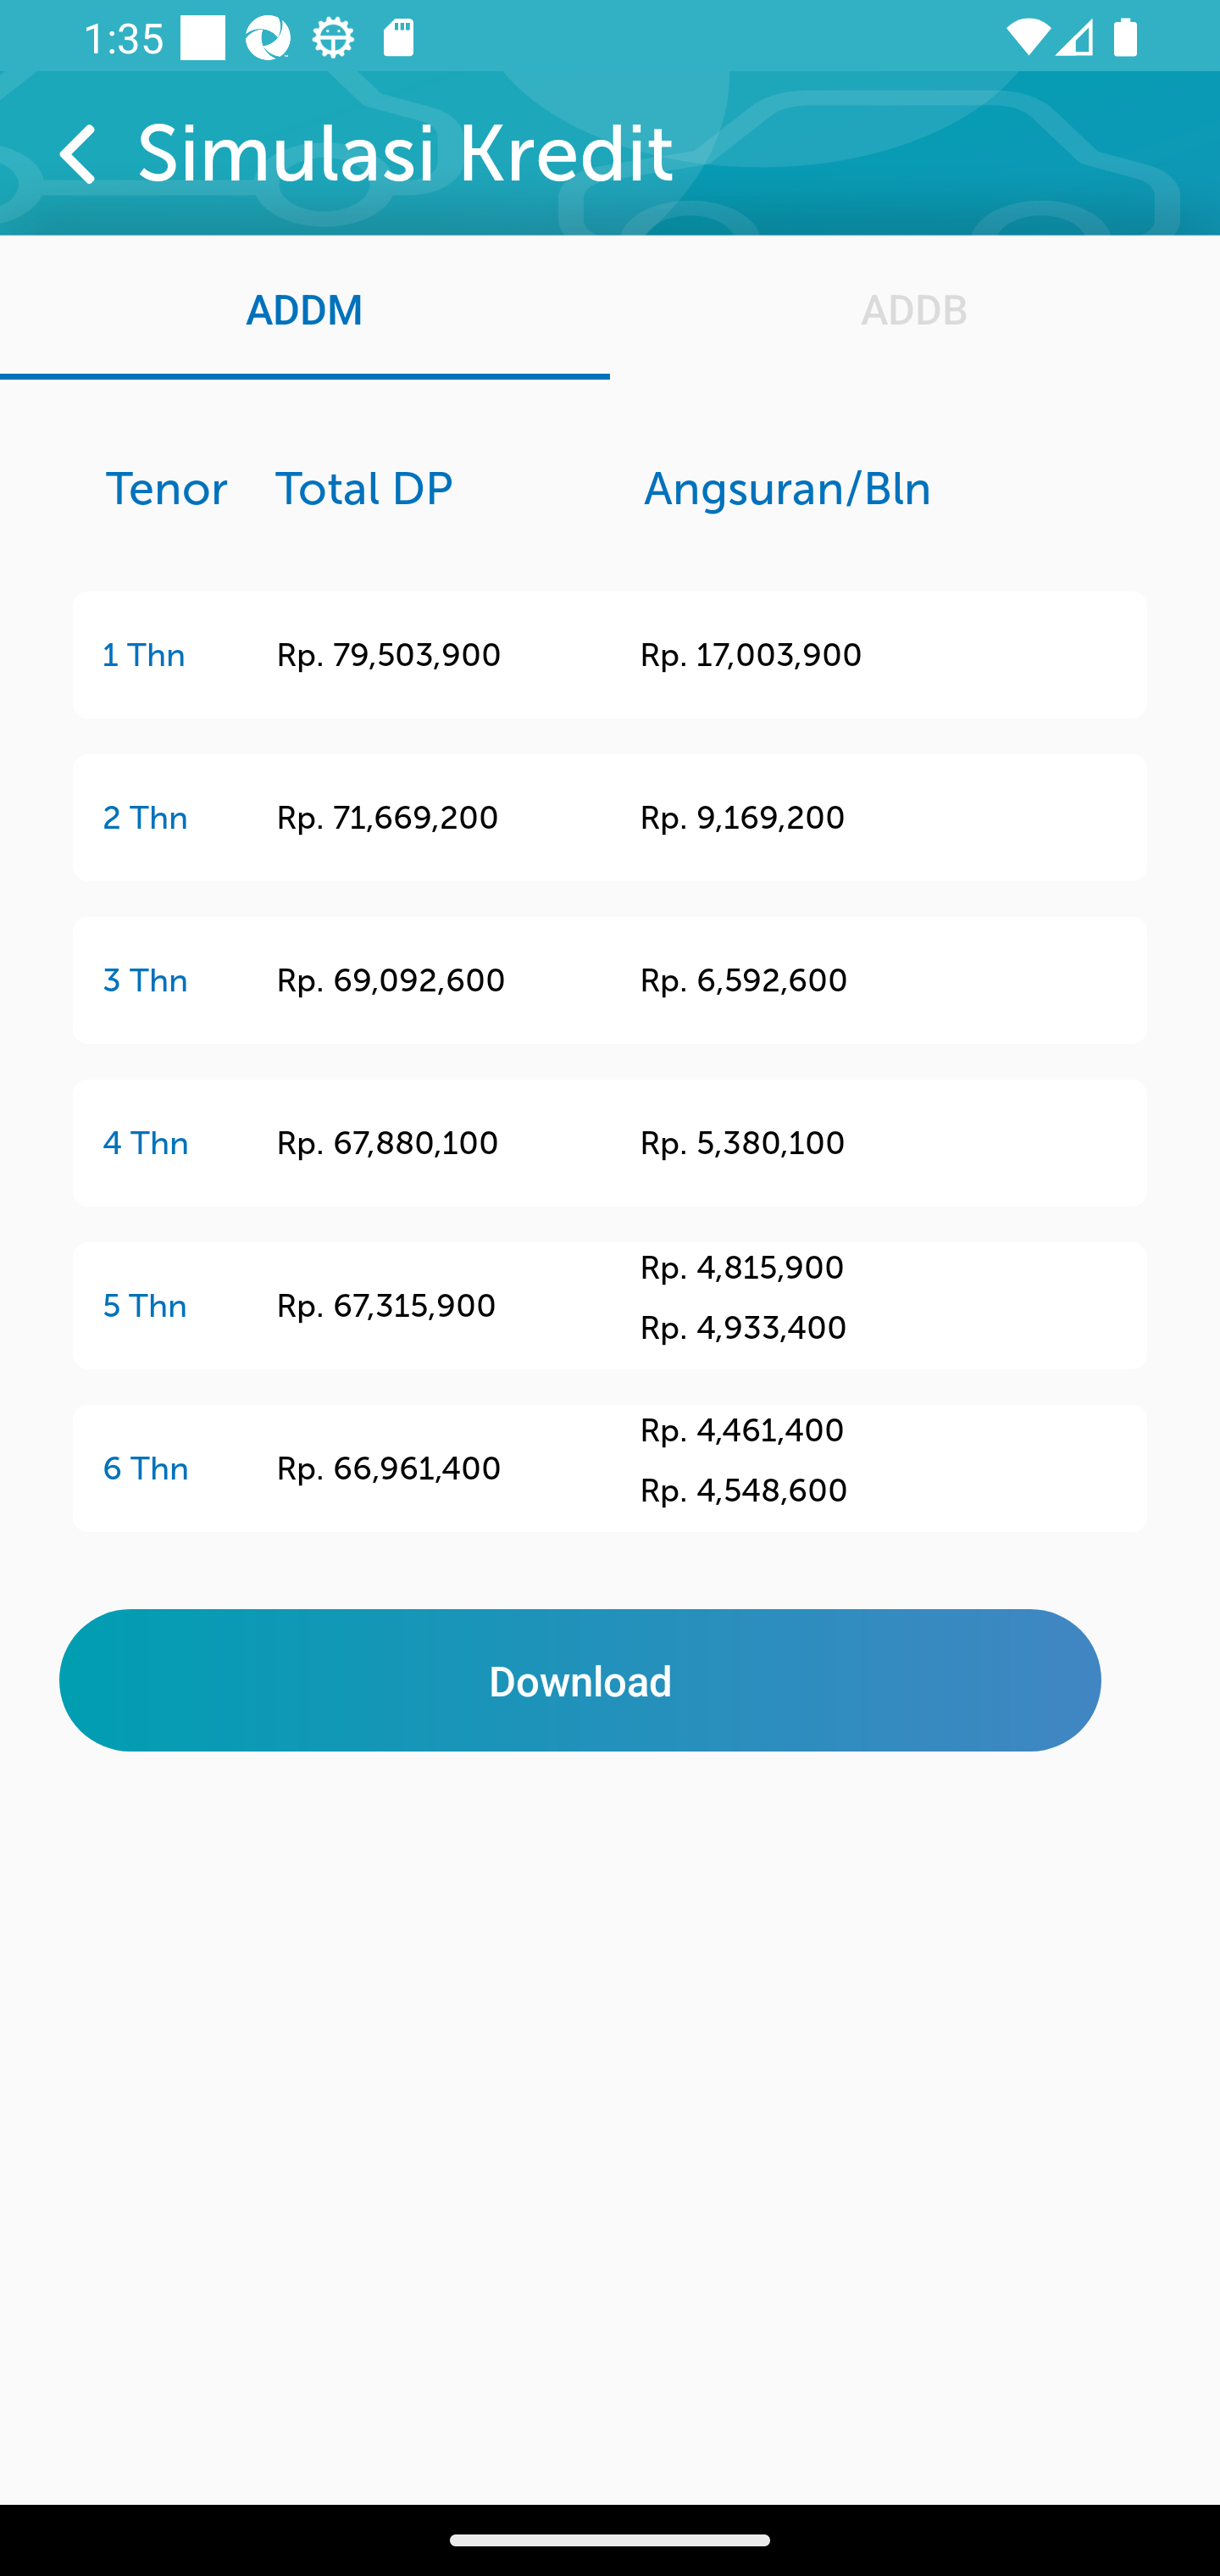 1:35
Simulasi Kredit
ADDM ADDB
Tenor Total DP Angsuran/Bln
1 Thn Rp. 79,503,900 Rp. 17,003,900
2 Thn Rp. 71,669,200 Rp. 9,169,200
3 Thn Rp. 69,092,600 Rp. 6,592,600
4 Thn Rp. 67,880,100 Rp. 5,380,100
5 Thn Rp. 67,315,900 Rp. 4,815,900
Rp. 4,933,400
6 Thn Rp. 66,961,400 Rp. 4,461,400
Rp. 4,548,600
Download